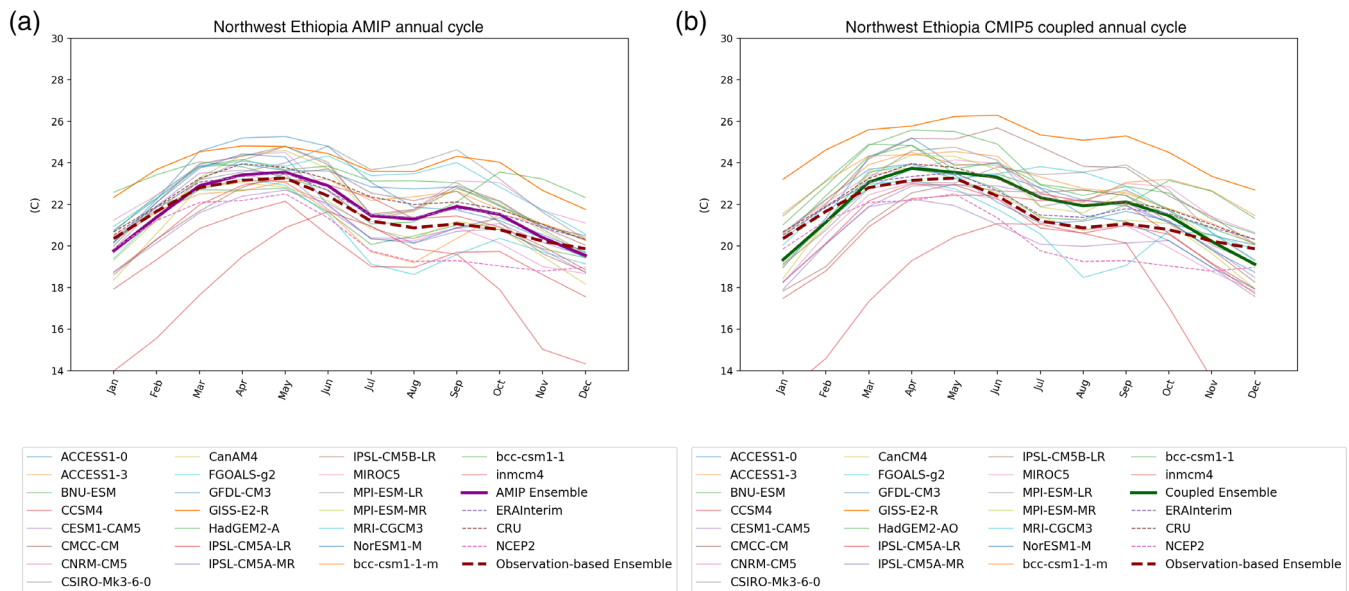 (a)
Northwest Ethiopia AMIP annual cycle
30
28
26
24
22
20
18
16
14
(C)
Jan
Feb
Mar
Apr
May
Jun
Jul
Aug
Sep
Oct
Nov
Dec
(b)
Northwest Ethiopia CMIP5 coupled annual cycle
30
28
26
24
22
20
18
16
14
(C)
Jan
Feb
Mar
Apr
May
Jun
Jul
Aug
Sep
Oct
Nov
Dec
ACCESS1-0
ACCESS1-3
BNU-ESM
CCSM4
CESM1-CAM5
CMCC-CM
CNRM-CM5
CSIRO-Mk3-6-0
CanAM4
FGOALS-g2
GFDL-CM3
GISS-E2-R
HadGEM2-A
IPSL-CM5A-LR
IPSL-CM5A-MR
IPSL-CM5B-LR
MIROC5
MPI-ESM-LR
MPI-ESM-MR
MRI-CGCM3
NorESM1-M
bcc-csm1-1-m
bcc-csm1-1
inmcm4
AMIP Ensemble
ERAInterim
CRU
NCEP2
Observation-based Ensemble
ACCESS1-0
ACCESS1-3
BNU-ESM
CCSM4
CESM1-CAM5
CMCC-CM
CNRM-CM5
CSIRO-Mk3-6-0
CanCM4
FGOALS-g2
GFDL-CM3
GISS-E2-R
HadGEM2-AO
IPSL-CM5A-LR
IPSL-CM5A-MR
IPSL-CM5B-LR
MIROC5
MPI-ESM-LR
MPI-ESM-MR
MRI-CGCM3
NorESM1-M
bcc-csm1-1-m
bcc-csm1-1
inmcm4
Coupled Ensemble
ERAInterim
CRU
NCEP2
Observation-based Ensemble